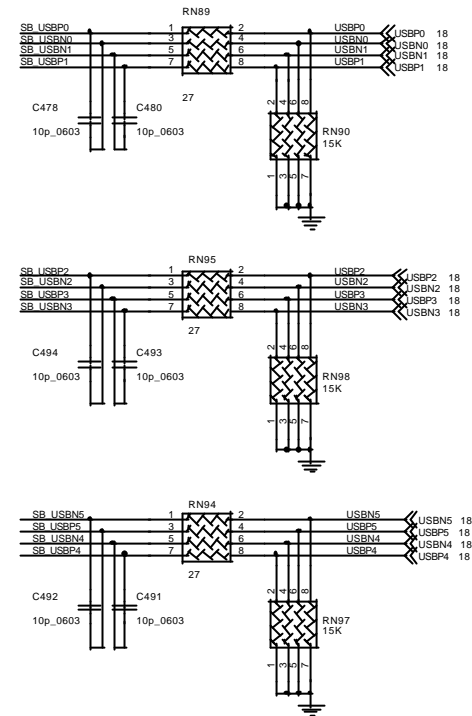 RN89
SB_USBP0 1 2 USBP0 USBP0 18
SB_USBN0 3 4 USBN0 USBN0 18
SB_USBN1 5 6 USBN1 USBN1 18
SB_USBP1 7 8 USBP1 USBP1 18
27
C478 C480
10p_0603 10p_0603
2 4 6 8
RN90
15K
1 3 5 7
RN95
SB_USBP2 1 2 USBP2 USBP2 18
SB_USBN2 3 4 USBN2 USBN2 18
SB_USBP3 5 6 USBP3 USBP3 18
SB_USBN3 7 8 USBN3 USBN3 18
27
C494 C493
10p_0603 10p_0603
2 4 6 8
RN98
15K
1 3 5 7
RN94
SB_USBN5 1 2 USBN5 USBN5 18
SB_USBP5 3 4 USBP5 USBP5 18
SB_USBN4 5 6 USBN4 USBN4 18
SB_USBP4 7 8 USBP4 USBP4 18
27
C492 C491
10p_0603 10p_0603
2 4 6 8
RN97
15K
1 3 5 7